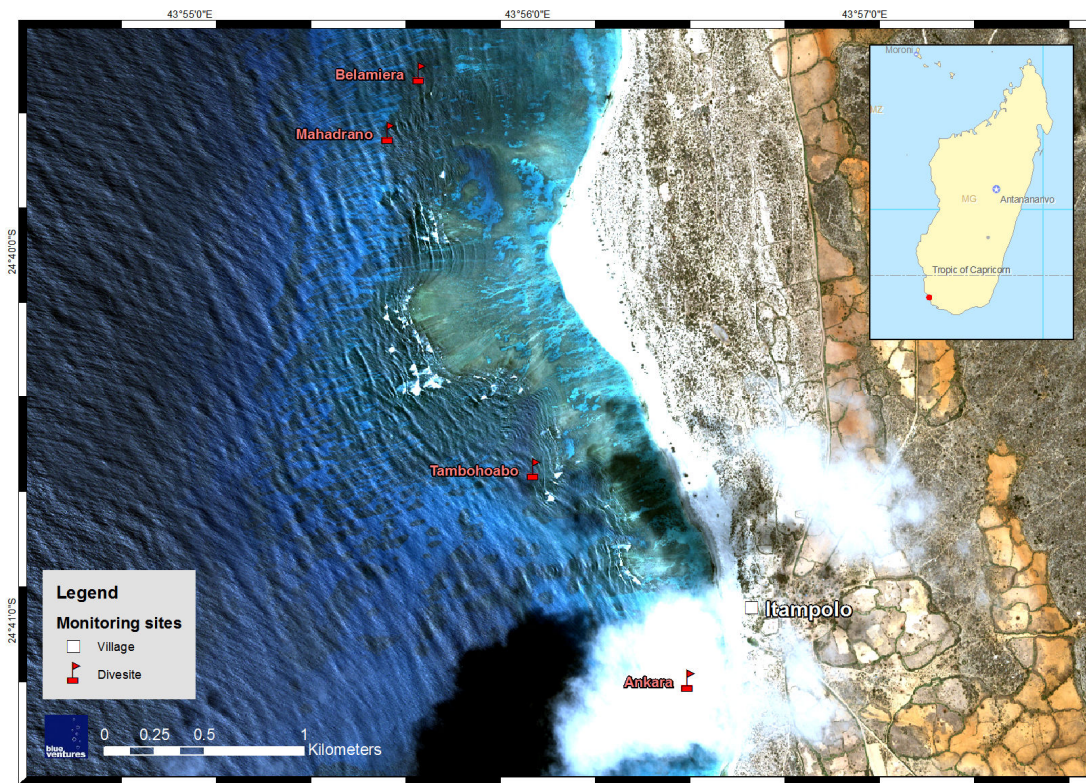 43°55'0"E
43°56'0"E
43°57'0"E
Belamiera
Mahadrano
24°40'0"S
Tambohoabo
24°41'0"S
Itampolo
Ankara
Moroni
MZ
MG
Antananarivo
Tropic of Capricorn
Legend
Monitoring sites
Village
Divesite
blue
ventures
0 0.25 0.5 1
Kilometers